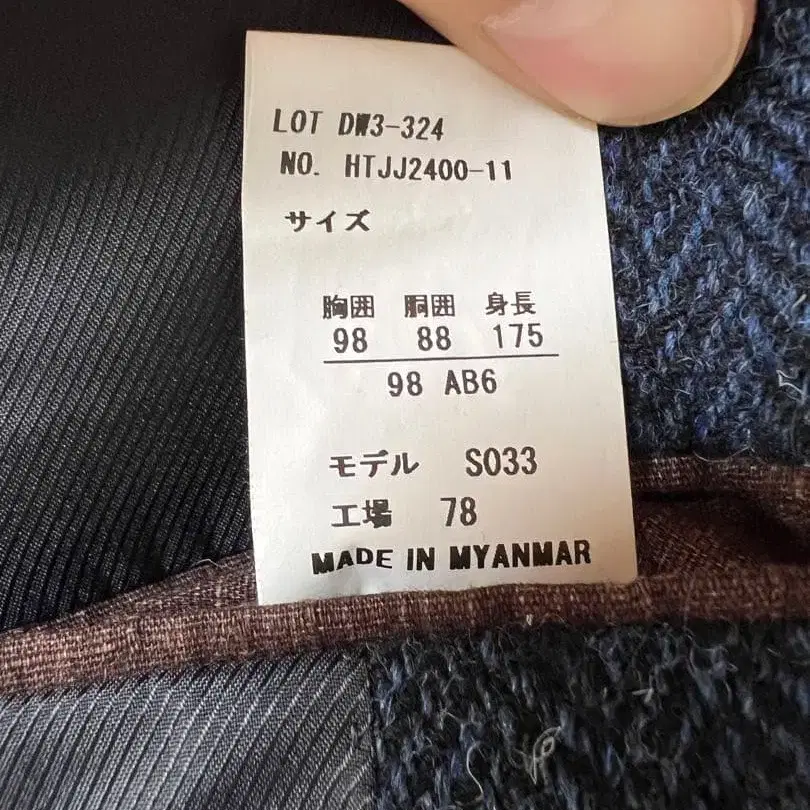 LOT DW3-324
NO. HTJJ2400-11
サイズ
胸囲 胴囲 身長
98 88 175
98 AB6
モデル S033
工場 78
MADE IN MYANMAR